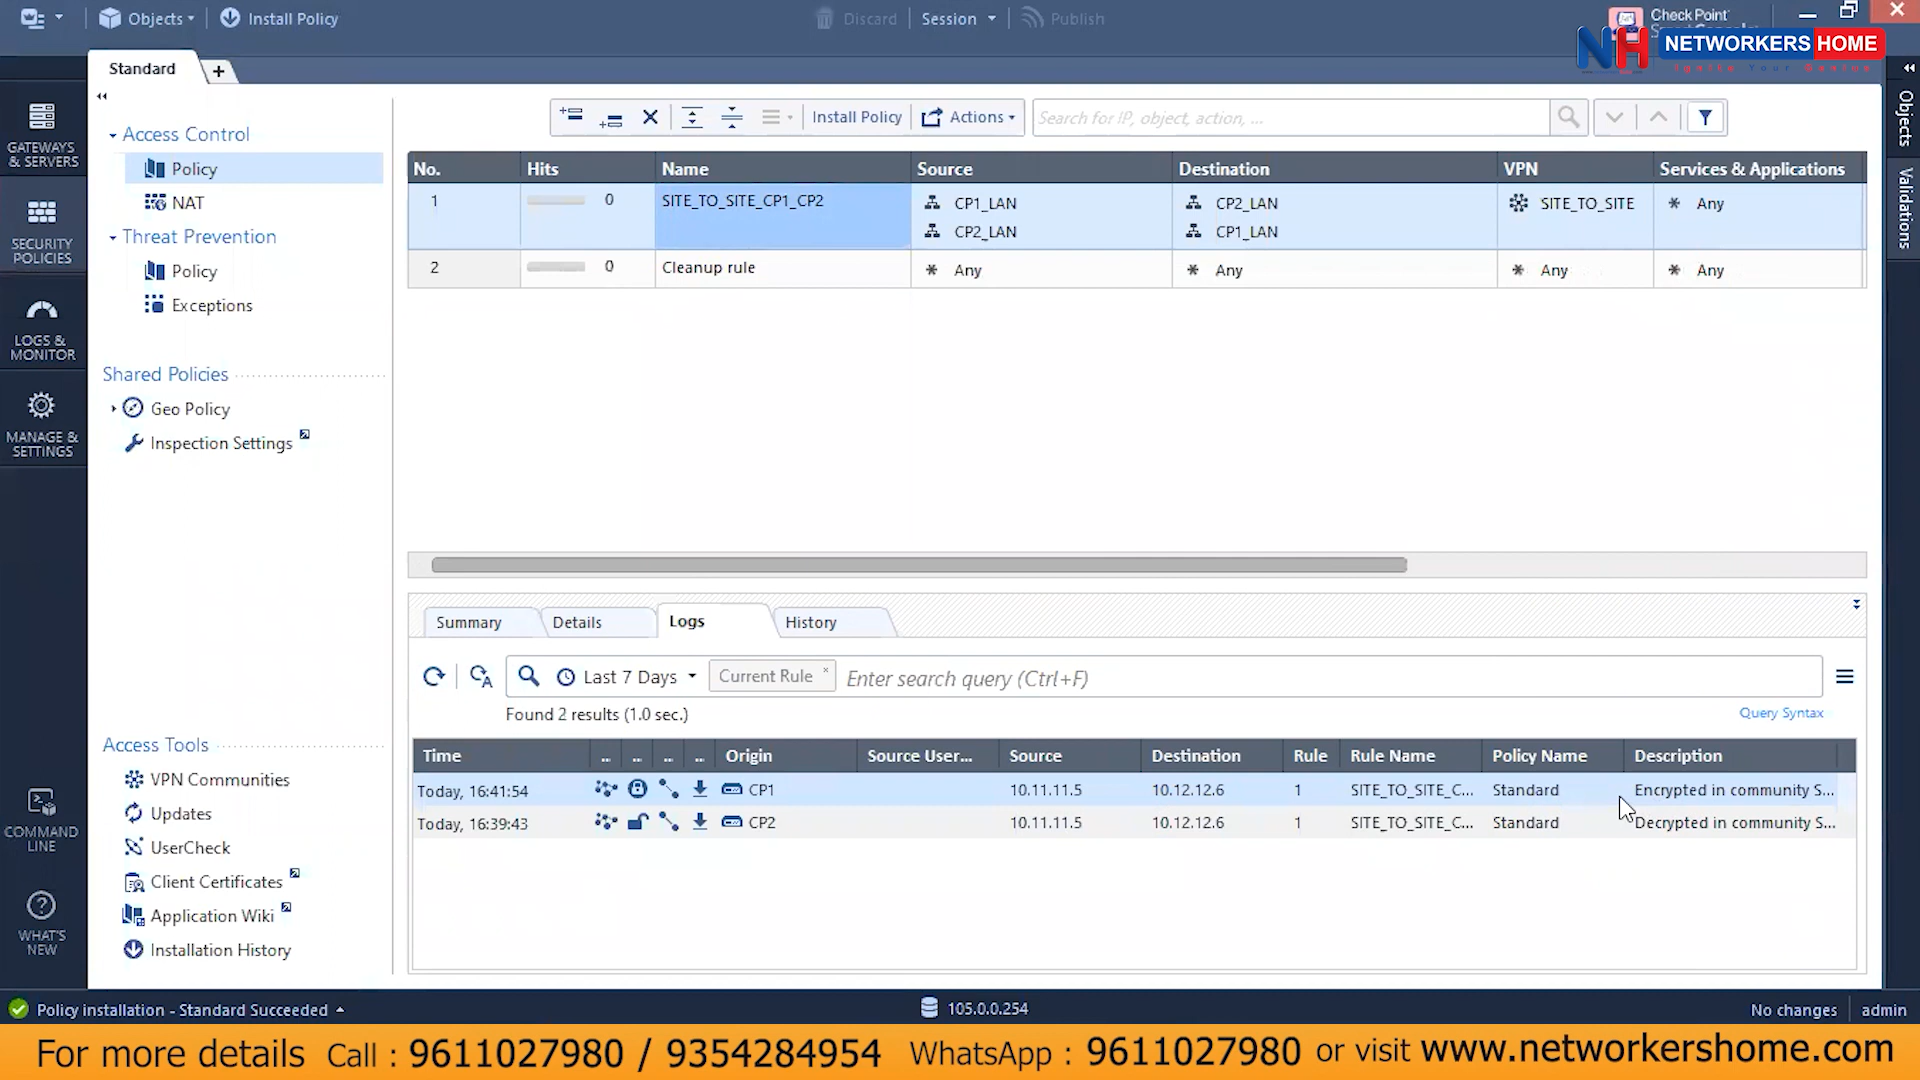 Objects
Install Policy
Discard
Session
Publish
Check Point
NH NETWORKERS HOME
Standard
+
GATEWAYS
& SERVERS
SECURITY
POLICIES
LOGS &
MONITOR
MANAGE &
SETTINGS
COMMAND
LINE
WHAT'S
NEW
Access Control
Policy
NAT
Threat Prevention
Policy
Exceptions
Shared Policies
Geo Policy
Inspection Settings
Access Tools
VPN Communities
Updates
UserCheck
Client Certificates
Application Wiki
Installation History
Install Policy
Actions
Search for IP, object, action, ...
No. Hits Name Source Destination VPN Services & Applications
1 0 SITE_TO_SITE_CP1_CP2 CP1_LAN CP2_LAN SITE_TO_SITE * Any
CP2_LAN CP1_LAN
2 0 Cleanup rule * Any * Any * Any * Any
Summary Details Logs History
Last 7 Days Current Rule × Enter search query (Ctrl+F)
Found 2 results (1.0 sec.)
Query Syntax
Time .. .. .. .. Origin Source User... Source Destination Rule Rule Name Policy Name Description
Today, 16:41:54 CP1 10.11.11.5 10.12.12.6 1 SITE_TO_SITE_C... Standard Encrypted in community S...
Today, 16:39:43 CP2 10.11.11.5 10.12.12.6 1 SITE_TO_SITE_C... Standard Decrypted in community S...
Objects
Validations
Policy installation - Standard Succeeded
105.0.0.254
No changes
admin
For more details Call : 9611027980 / 9354284954 WhatsApp : 9611027980 or visit www.networkershome.com